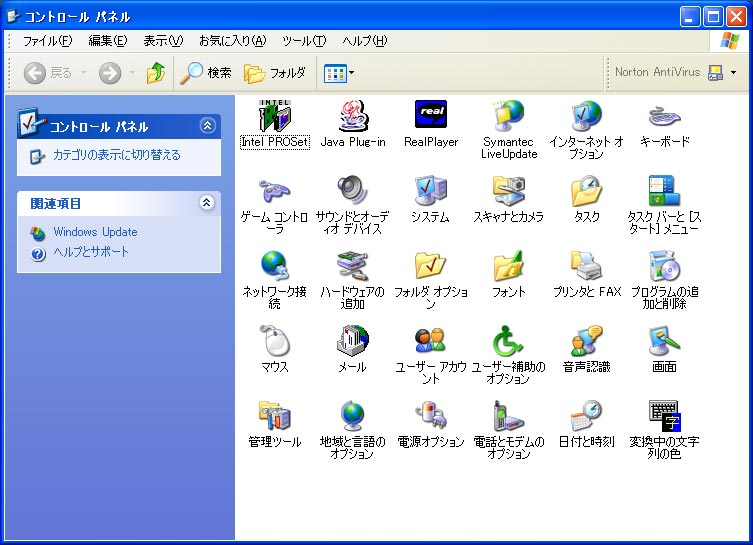 コントロール パネル
ファイル(F) 編集(E) 表示(V) お気に入り(A) ツール(T) ヘルプ(H)
戻る 検索 フォルダ Norton AntiVirus
コントロール パネル
カテゴリの表示に切り替える
関連項目
Windows Update
ヘルプとサポート
INTEL
Intel PROSet
Java Plug-in
real
RealPlayer
Symantec
LiveUpdate
インターネット オ
プション
キーボード
ゲーム コントロ
ーラ
サウンドとオーデ
ィオ デバイス
システム
スキャナとカメラ
タスク
タスク バーと [ス
タート] メニュー
ネットワーク接
続
ハードウェアの
追加
フォルダ オプショ
ン
フォント
プリンタと FAX
プログラムの追
加と削除
マウス
メール
ユーザー アカウ
ント
ユーザー補助の
オプション
音声認識
画面
管理ツール
地域と言語の
オプション
電源オプション
電話とモデムの
オプション
日付と時刻
字
変換中の文字
列の色